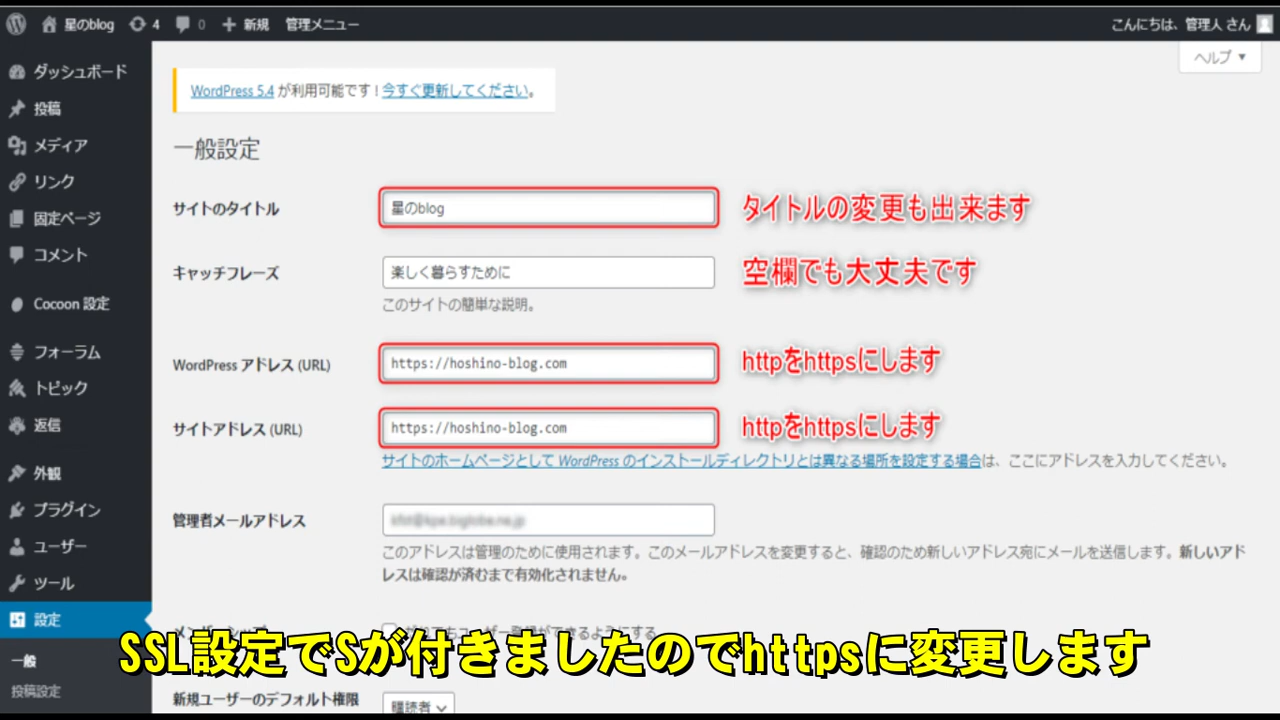 星のblog 4 0 + 新規 管理メニュー こんにちは、管理人 さん
ヘルプ ▼
ダッシュボード
投稿
メディア
リンク
固定ページ
コメント
Cocoon 設定
フォーラム
トピック
返信
外観
プラグイン
ユーザー
ツール
設定
一般
投稿設定
WordPress 5.4 が利用可能です ! 今すぐ更新してください。
一般設定
サイトのタイトル 星のblog タイトルの変更も出来ます
キャッチフレーズ 楽しく暮らすために 空欄でも大丈夫です
このサイトの簡単な説明。
WordPress アドレス (URL) https://hoshino-blog.com httpをhttpsにします
サイトアドレス (URL) https://hoshino-blog.com httpをhttpsにします
サイトのホームページとして WordPress のインストールディレクトリとは異なる場所を設定する場合は、ここにアドレスを入力してください。
管理者メールアドレス
このアドレスは管理のために使用されます。このメールアドレスを変更すると、確認のため新しいアドレス宛にメールを送信します。新しいアド
レスは確認が済むまで有効化されません。
SSL設定でSが付きましたのでhttpsに変更します
新規ユーザーのデフォルト権限 購読者